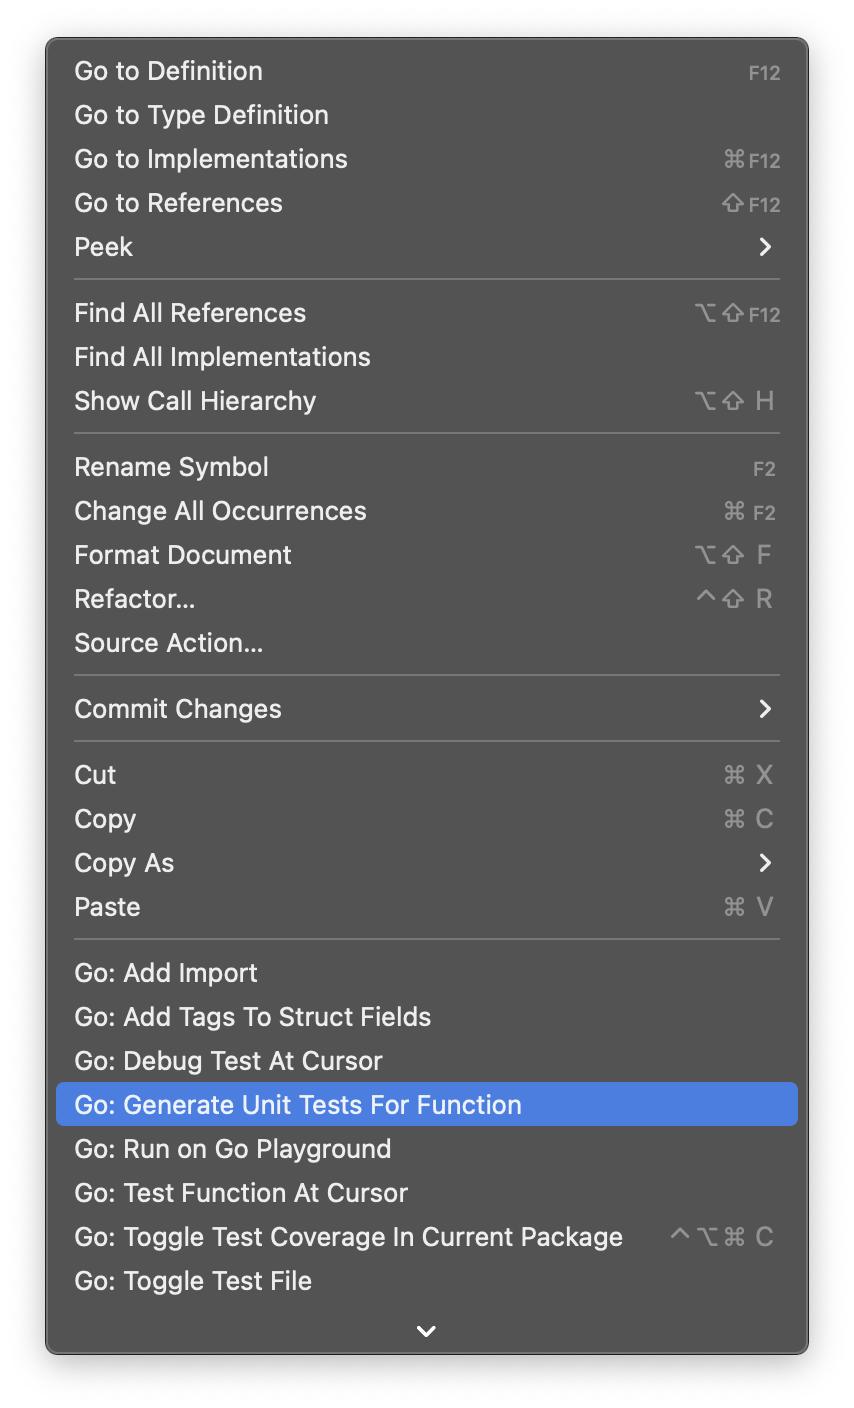 Go to Definition F12
Go to Type Definition
Go to Implementations ⌘F12
Go to References ⇧F12
Peek
Find All References ⌥⇧F12
Find All Implementations
Show Call Hierarchy ⌥⇧ H
Rename Symbol F2
Change All Occurrences ⌘ F2
Format Document ⌥⇧ F
Refactor... ^⇧ R
Source Action...
Commit Changes
Cut ⌘ X
Copy ⌘ C
Copy As
Paste ⌘ V
Go: Add Import
Go: Add Tags To Struct Fields
Go: Debug Test At Cursor
Go: Generate Unit Tests For Function
Go: Run on Go Playground
Go: Test Function At Cursor
Go: Toggle Test Coverage In Current Package ^⌥⌘ C
Go: Toggle Test File